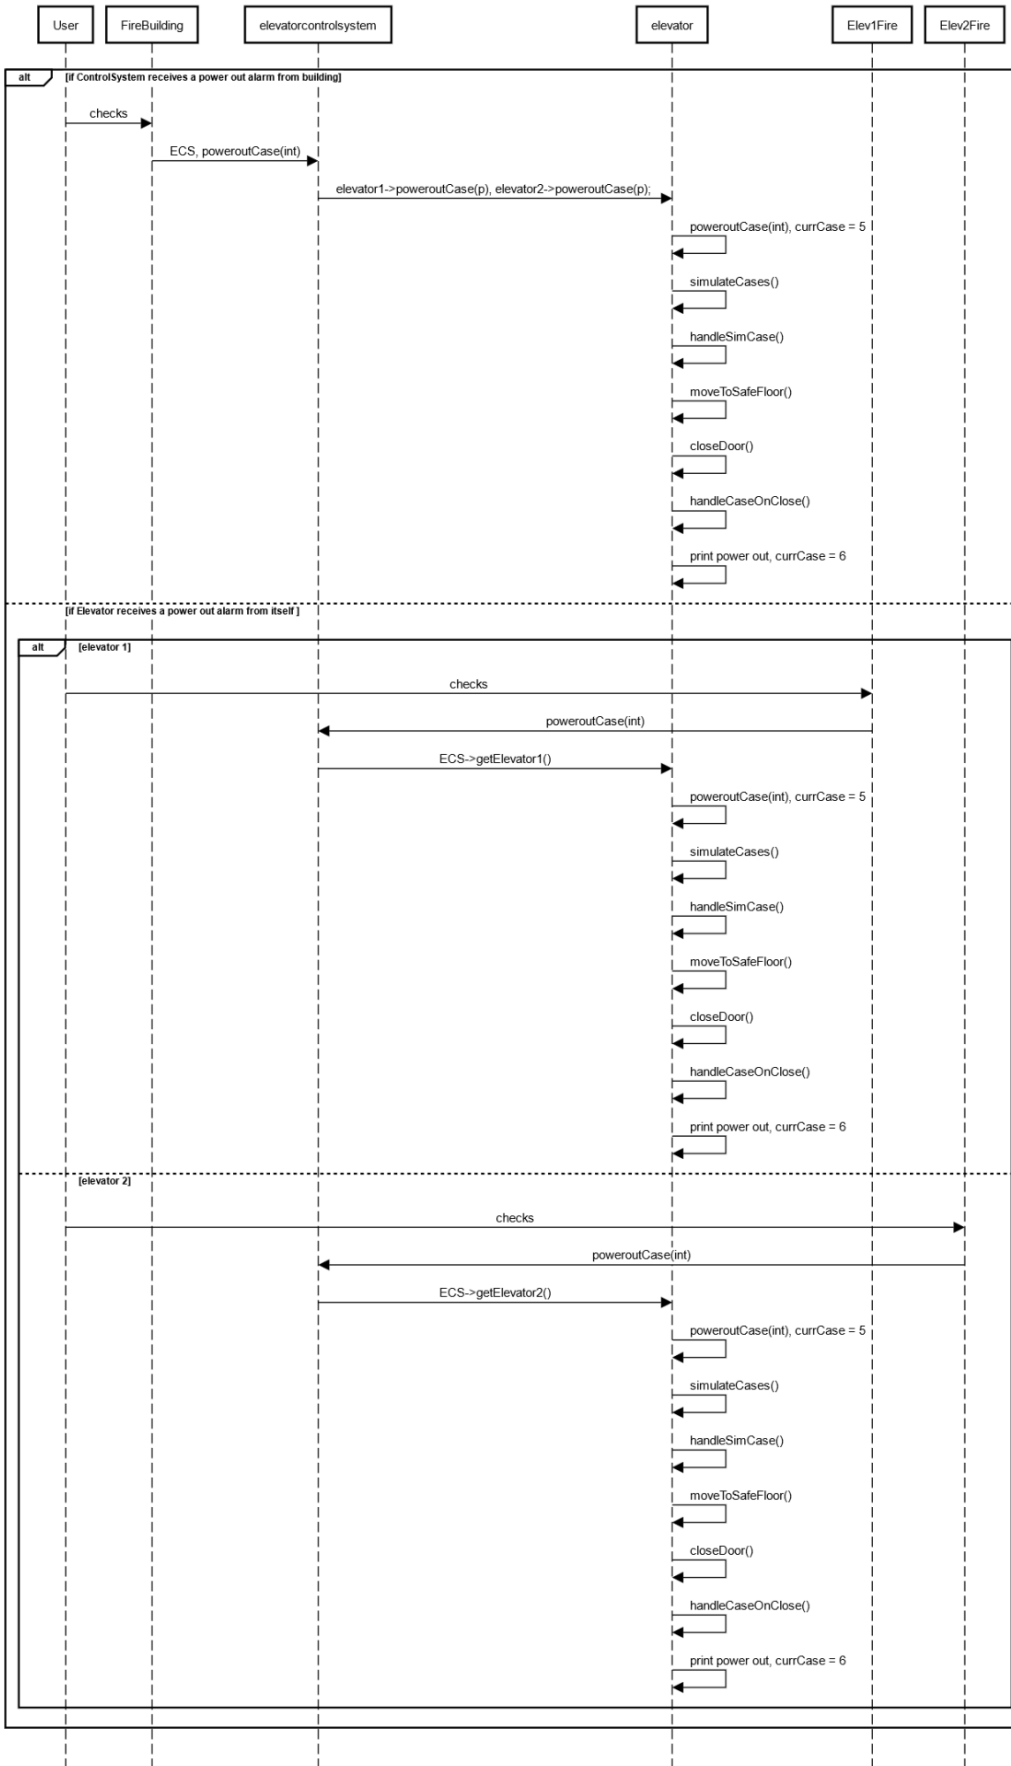 User
FireBuilding
elevatorcontrolsystem
elevator
Elev1Fire
Elev2Fire
alt
[if ControlSystem receives a power out alarm from building]
checks
ECS, poweroutCase(int)
elevator1->poweroutCase(p), elevator2->poweroutCase(p);
poweroutCase(int), currCase = 5
simulateCases()
handleSimCase()
moveToSafeFloor()
closeDoor()
handleCaseOnClose()
print power out, currCase = 6
[if Elevator receives a power out alarm from itself ]
alt
[elevator 1]
checks
poweroutCase(int)
ECS->getElevator1()
poweroutCase(int), currCase = 5
simulateCases()
handleSimCase()
moveToSafeFloor()
closeDoor()
handleCaseOnClose()
print power out, currCase = 6
[elevator 2]
checks
poweroutCase(int)
ECS->getElevator2()
poweroutCase(int), currCase = 5
simulateCases()
handleSimCase()
moveToSafeFloor()
closeDoor()
handleCaseOnClose()
print power out, currCase = 6